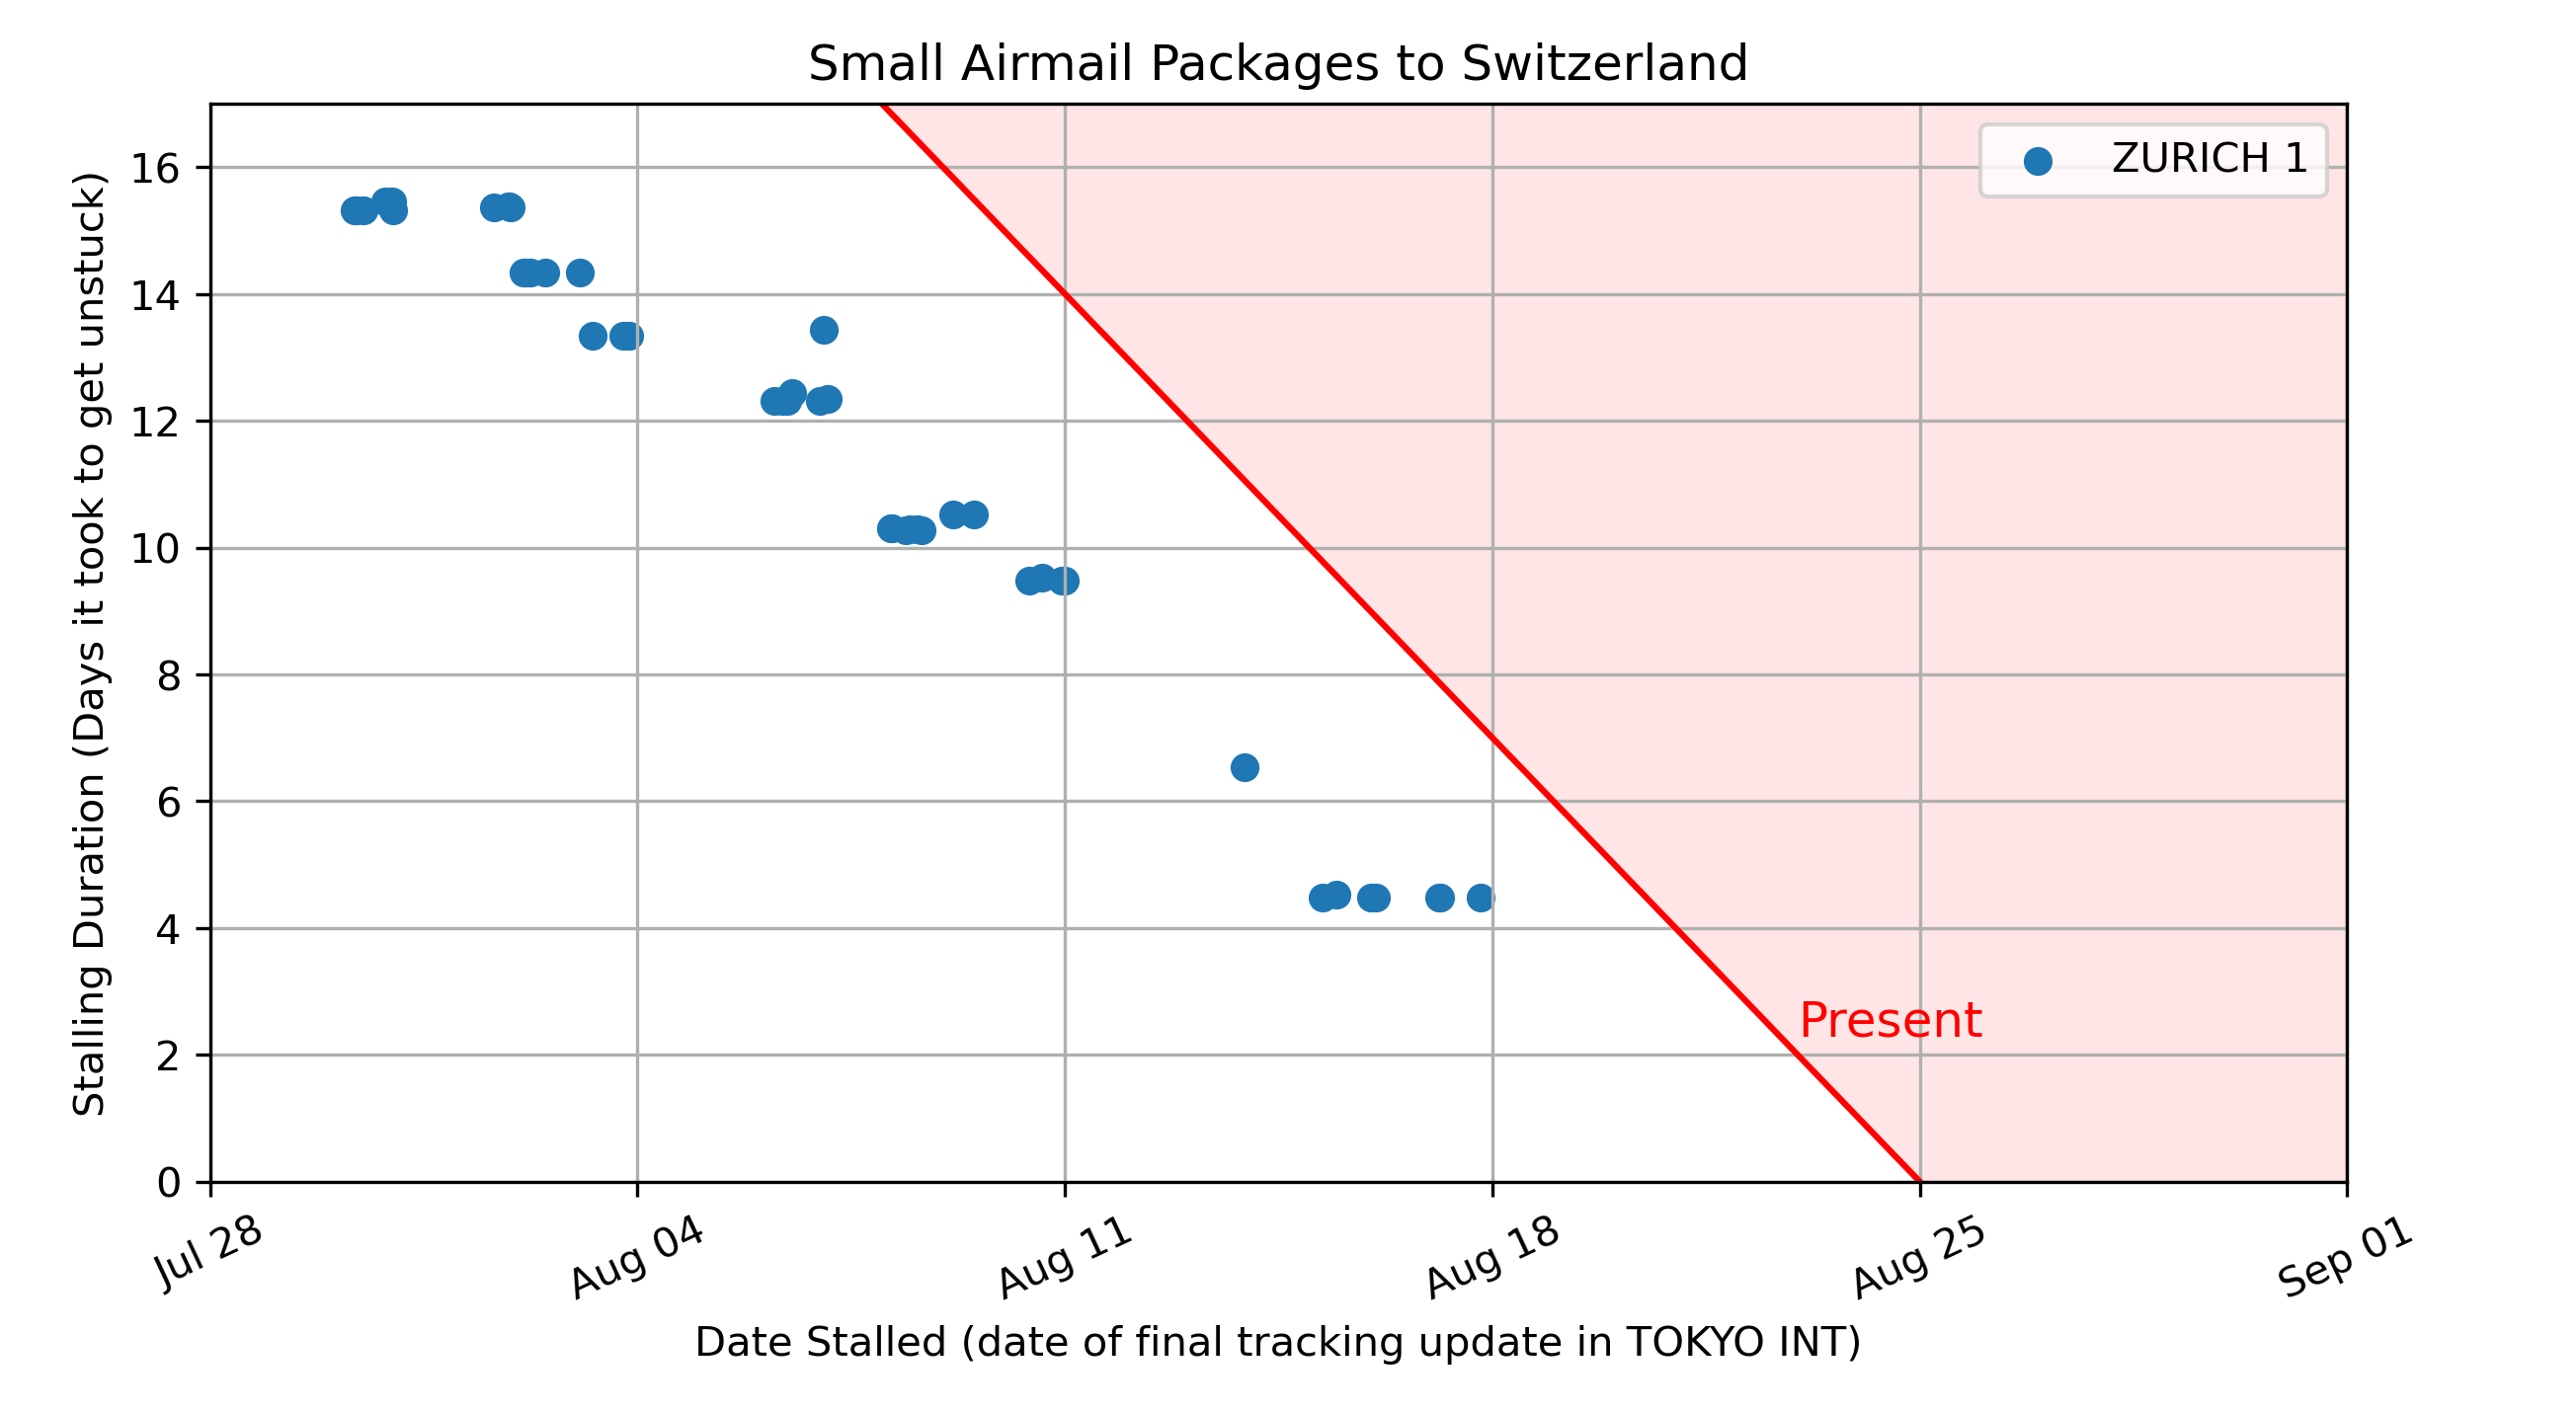 Small Airmail Packages to Switzerland
ZURICH 1
Stalling Duration (Days it took to get unstuck)
16
14
12
10
8
6
4
2
0
Present
Jul 28
Aug 04
Aug 11
Aug 18
Aug 25
Sep 01
Date Stalled (date of final tracking update in TOKYO INT)